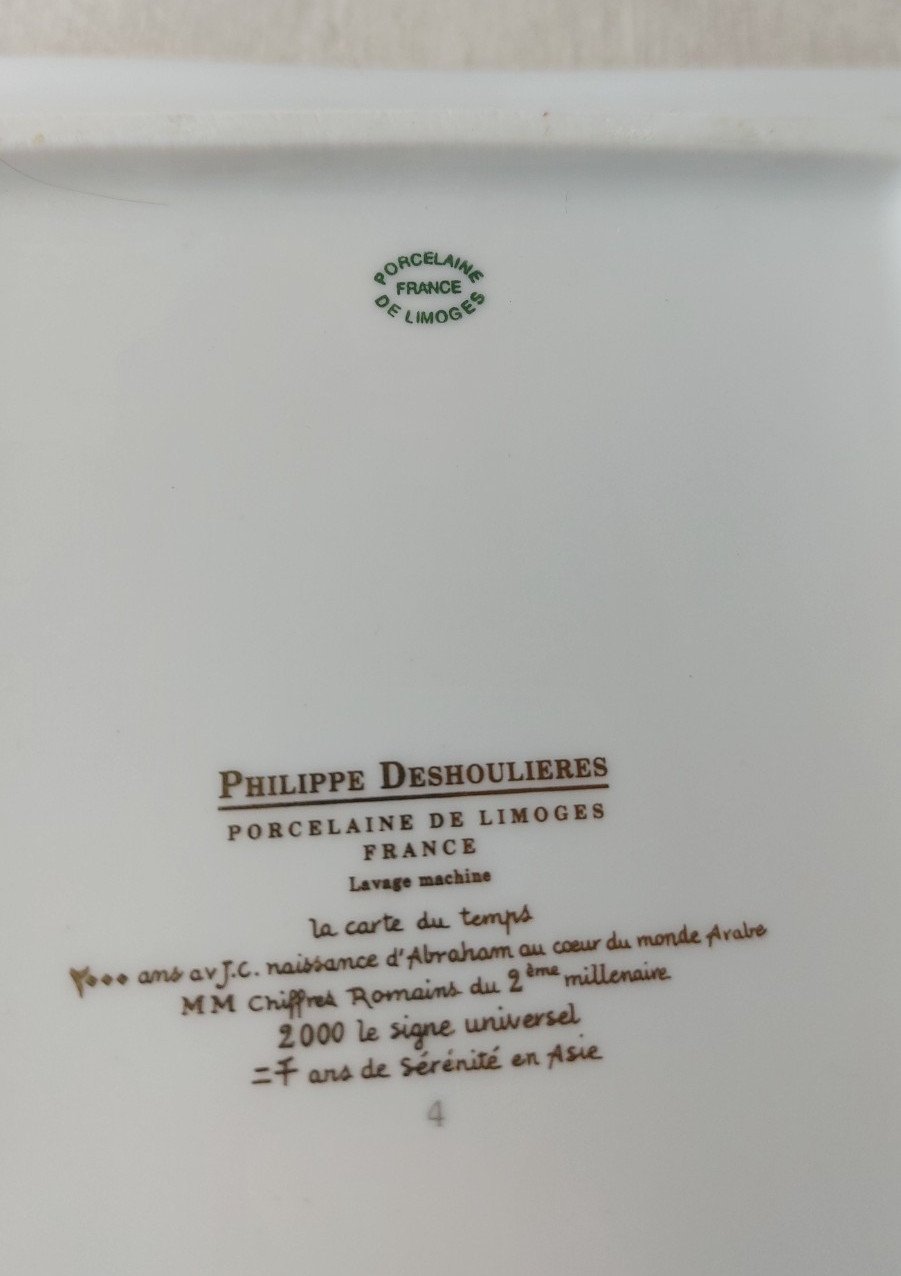 PORCELAINE
FRANCE
DE LIMOGES
PHILIPPE DESHOULIERES
PORCELAINE DE LIMOGES
FRANCE
Lavage machine
la carte du temps
٢٠٠٠ ans av J.C. naissance d'Abraham au cœur du monde Arabe
MM Chiffres Romains du 2ème millenaire
2000 le signe universel
二千 ans de Sérénité en Asie
4